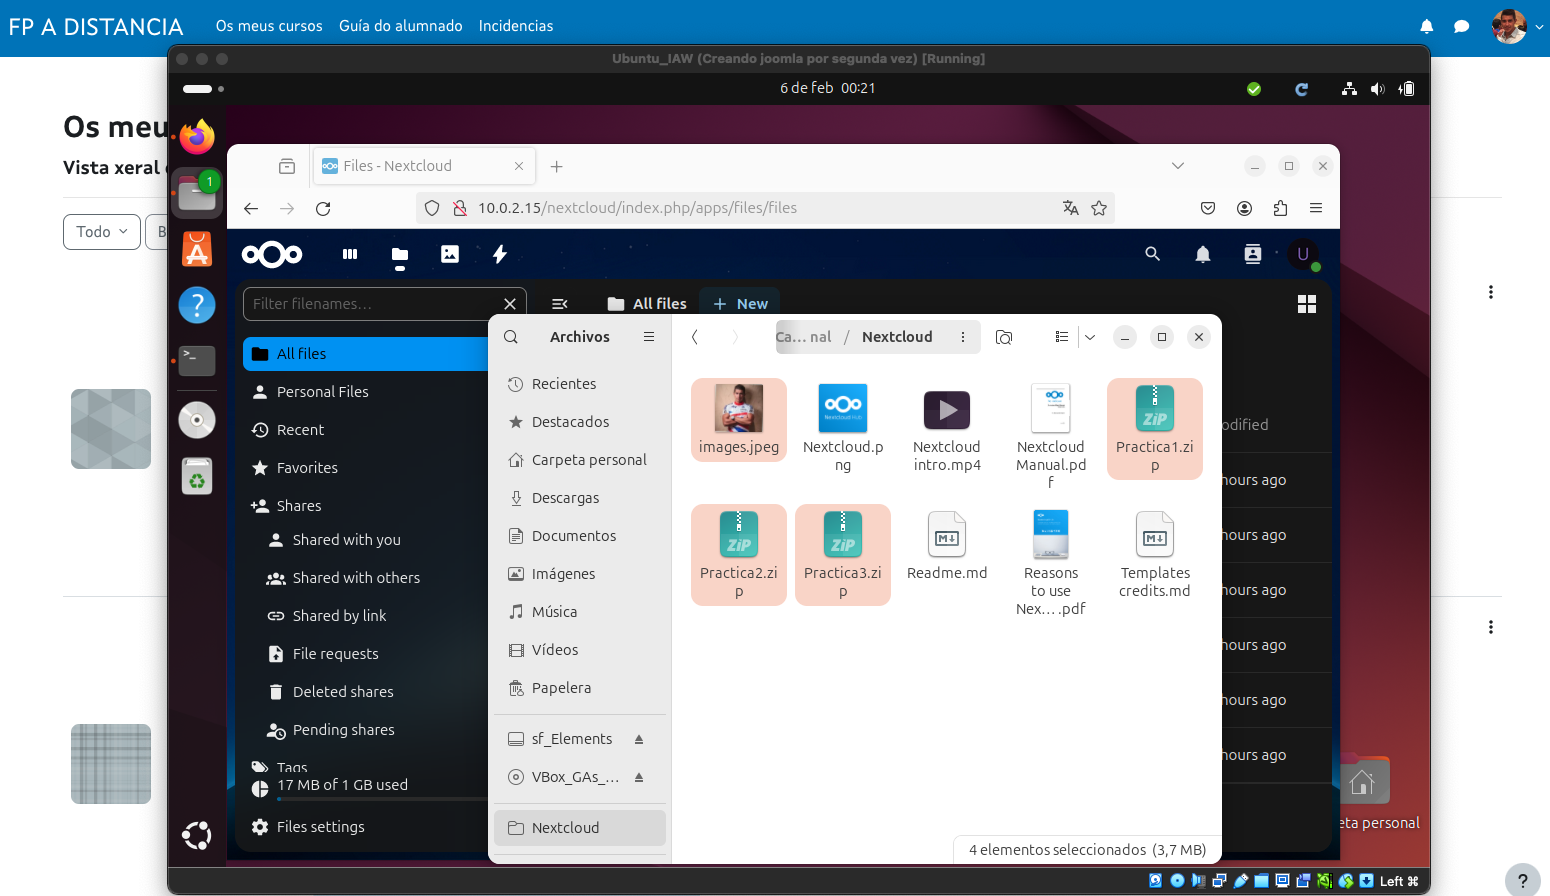 FP A DISTANCIA
Os meus cursos
Guía do alumnado
Incidencias
Ubuntu_IAW (Creando joomla por segunda vez) [Running]
6 de feb 00:21
Os meu
Vista xeral
Todo
B
1
Files - Nextcloud
10.0.2.15/nextcloud/index.php/apps/files/files
U
Filter filenames...
All files
+ New
All files
Personal Files
Recent
Favorites
Shares
Shared with you
Shared with others
Shared by link
File requests
Deleted shares
Pending shares
Tags
17 MB of 1 GB used
Files settings
Archivos
Ca... nal / Nextcloud
Recientes
Destacados
Carpeta personal
Descargas
Documentos
Imágenes
Música
Vídeos
Papelera
sf_Elements
VBox_GAs_...
Nextcloud
images.jpeg
Nextcloud.p
ng
Nextcloud
intro.mp4
Nextcloud
Manual.pd
f
ZIP
Practica1.zi
p
ZIP
Practica2.zi
p
ZIP
Practica3.zi
p
Readme.md
Reasons
to use
Nex... .pdf
Templates
credits.md
4 elementos seleccionados (3,7 MB)
odified
hours ago
hours ago
hours ago
hours ago
hours ago
hours ago
eta personal
Left ⌘
?